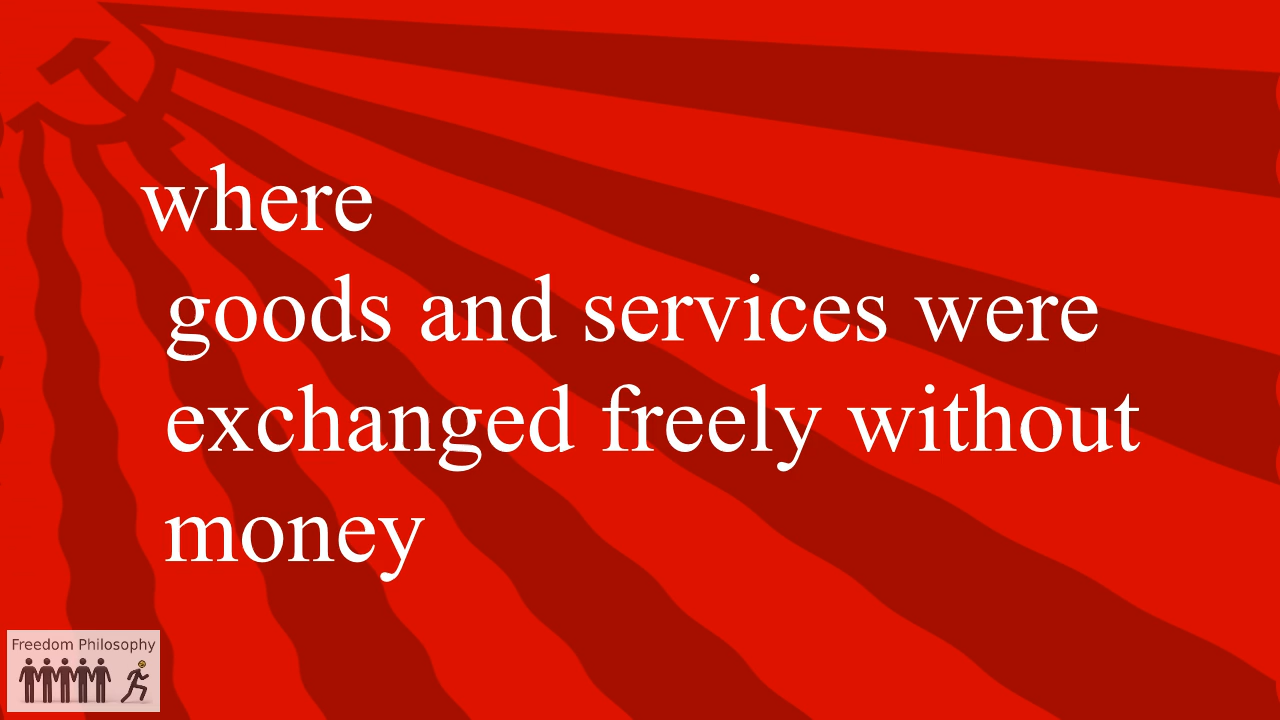 where
goods and services were
exchanged freely without
money
Freedom Philosophy